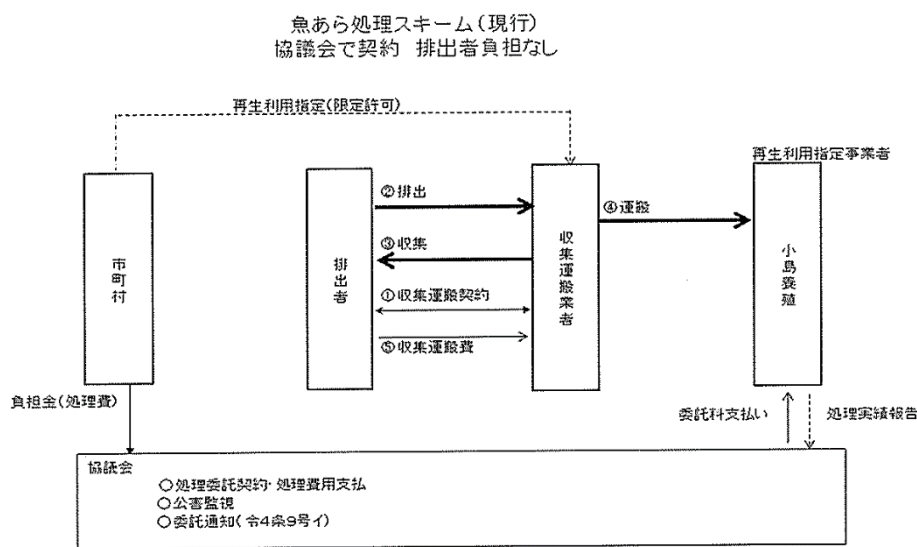 魚あら処理スキーム(現行)
協議会で契約 排出者負担なし
再生利用指定(限定許可)
再生利用指定事業者
市町村
排出者
②排出
③収集
①収集運搬契約
⑤収集運搬費
収集運搬業者
④運搬
小島養殖
負担金(処理費)
委託料支払い
処理実績報告
協議会
○処理委託契約・処理費用支払
○公害監視
○委託通知(令4条9号イ)